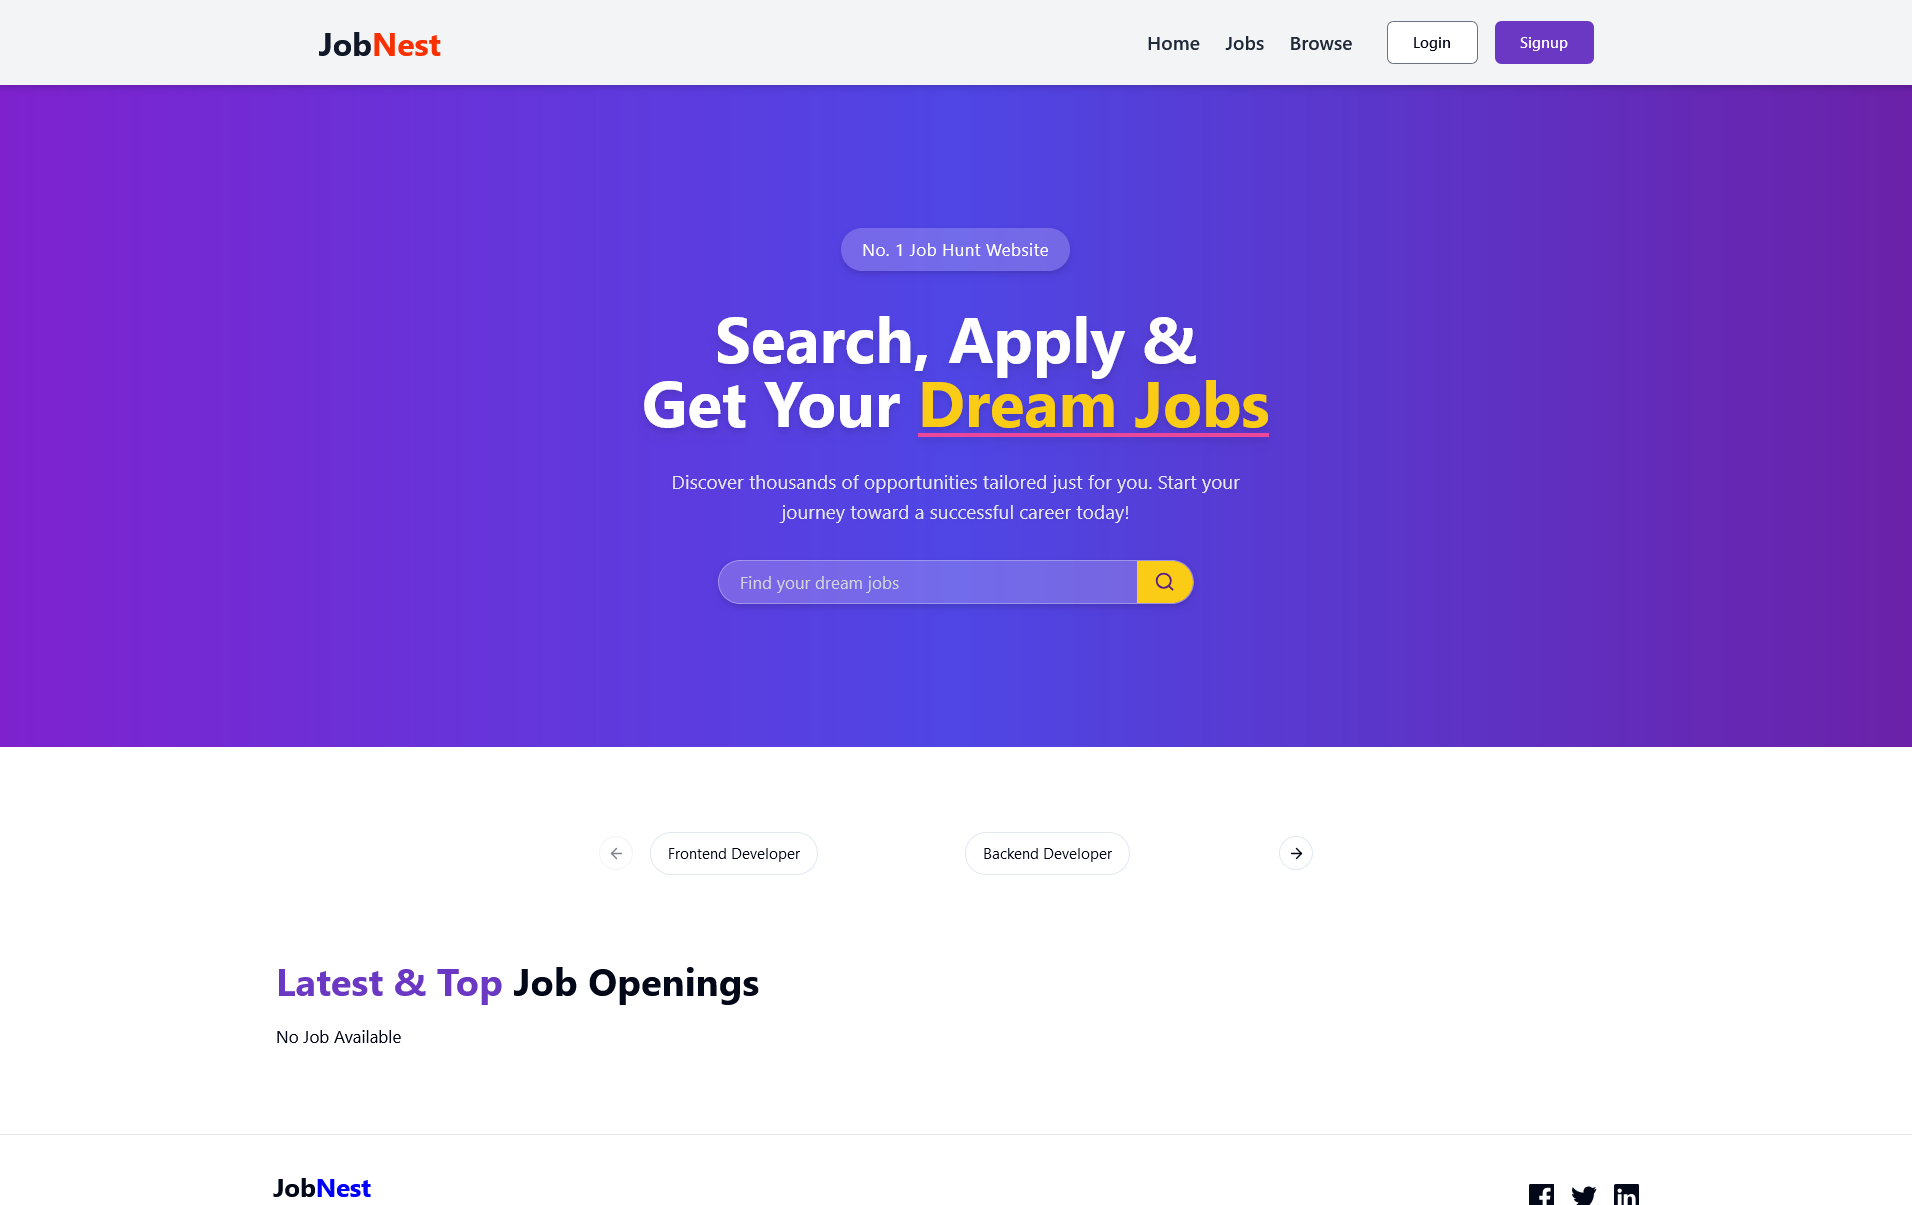 JobNest
Home
Jobs
Browse
Login
Signup
No. 1 Job Hunt Website
Search, Apply &
Get Your Dream Jobs
Discover thousands of opportunities tailored just for you. Start your
journey toward a successful career today!
Find your dream jobs
Frontend Developer
Backend Developer
Latest & Top Job Openings
No Job Available
JobNest